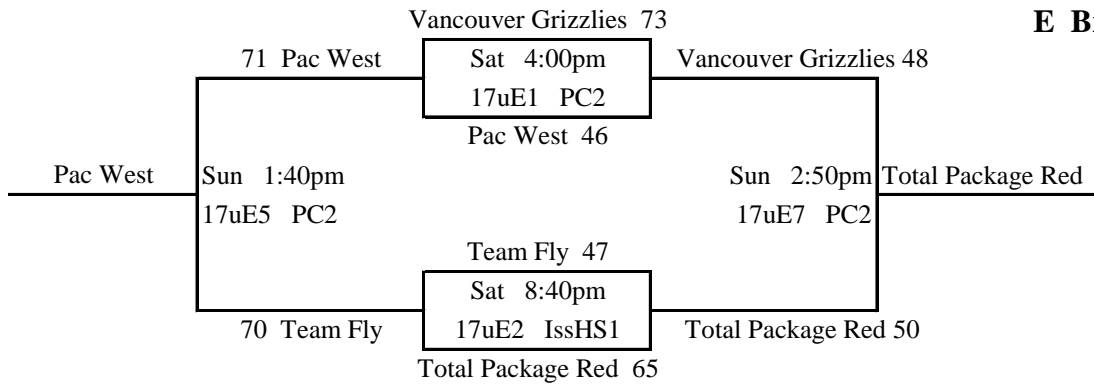 Vancouver Grizzlies 73
E
71 Pac West
Sat 4:00pm
Vancouver Grizzlies 48
17uE1 PC2
Pac West 46
Pac West
Sun 1:40pm
Sun 2:50pm
Total Package Red
17uE5 PC2
17uE7 PC2
Team Fly 47
Sat 8:40pm
70 Team Fly
17uE2 IssHS1
Total Package Red 50
Total Package Red 65